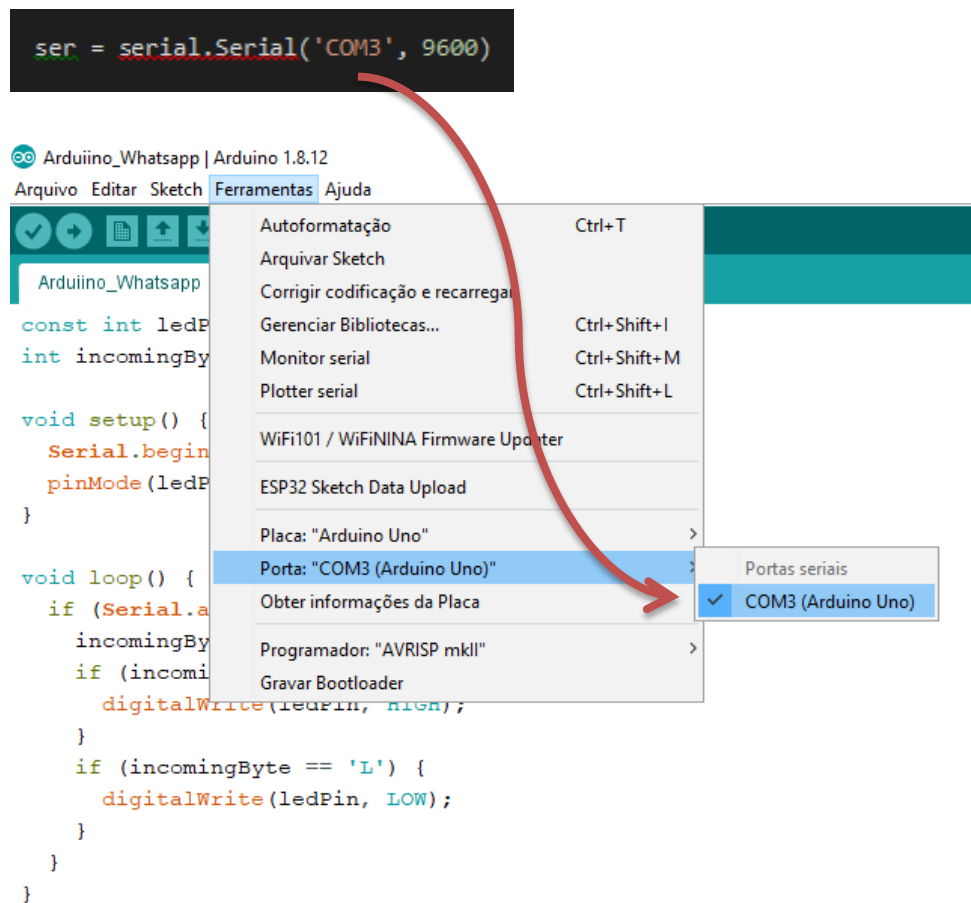 ser = serial.Serial('COM3', 9600)
Arduiino_Whatsapp | Arduino 1.8.12
Arquivo Editar Sketch Ferramentas Ajuda
Autoformatação Ctrl+T
Arquivar Sketch
Corrigir codificação e recarregar
Gerenciar Bibliotecas... Ctrl+Shift+I
Monitor serial Ctrl+Shift+M
Plotter serial Ctrl+Shift+L
WiFi101 / WiFiNINA Firmware Updater
ESP32 Sketch Data Upload
Placa: "Arduino Uno"
Porta: "COM3 (Arduino Uno)"
Obter informações da Placa
Programador: "AVRISP mkII"
Gravar Bootloader
Portas seriais
COM3 (Arduino Uno)
Arduiino_Whatsapp
const int ledP
int incomingBy
void setup() {
Serial.begin
pinMode(ledP
}
void loop() {
if (Serial.a
incomingBy
if (incomi
digitalWrite(ledPin, HIGH);
}
if (incomingByte == 'L') {
digitalWrite(ledPin, LOW);
}
}
}